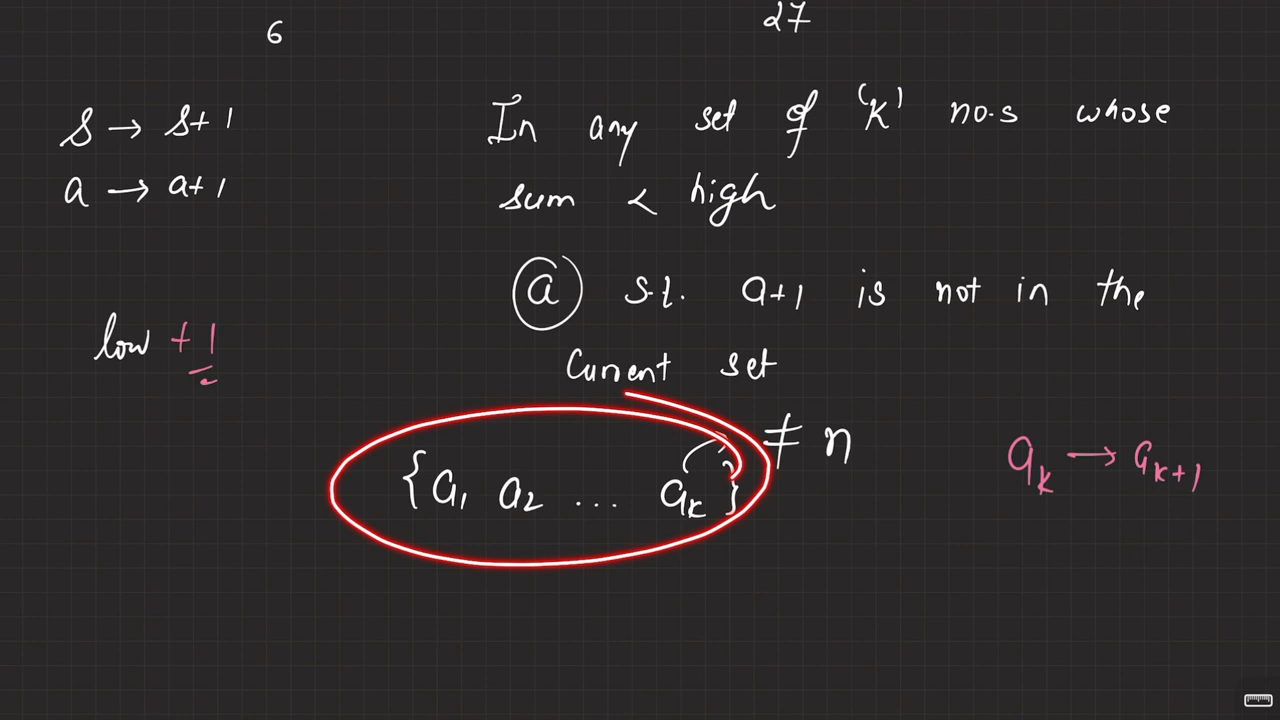 6
27
s → s+1
a → a+1
In any set of 'K' no.s whose
sum < high
a s.t. a+1 is not in the
Current set
low +1
{a₁ a₂ ... aₖ} ≠ n
aₖ → aₖ₊₁